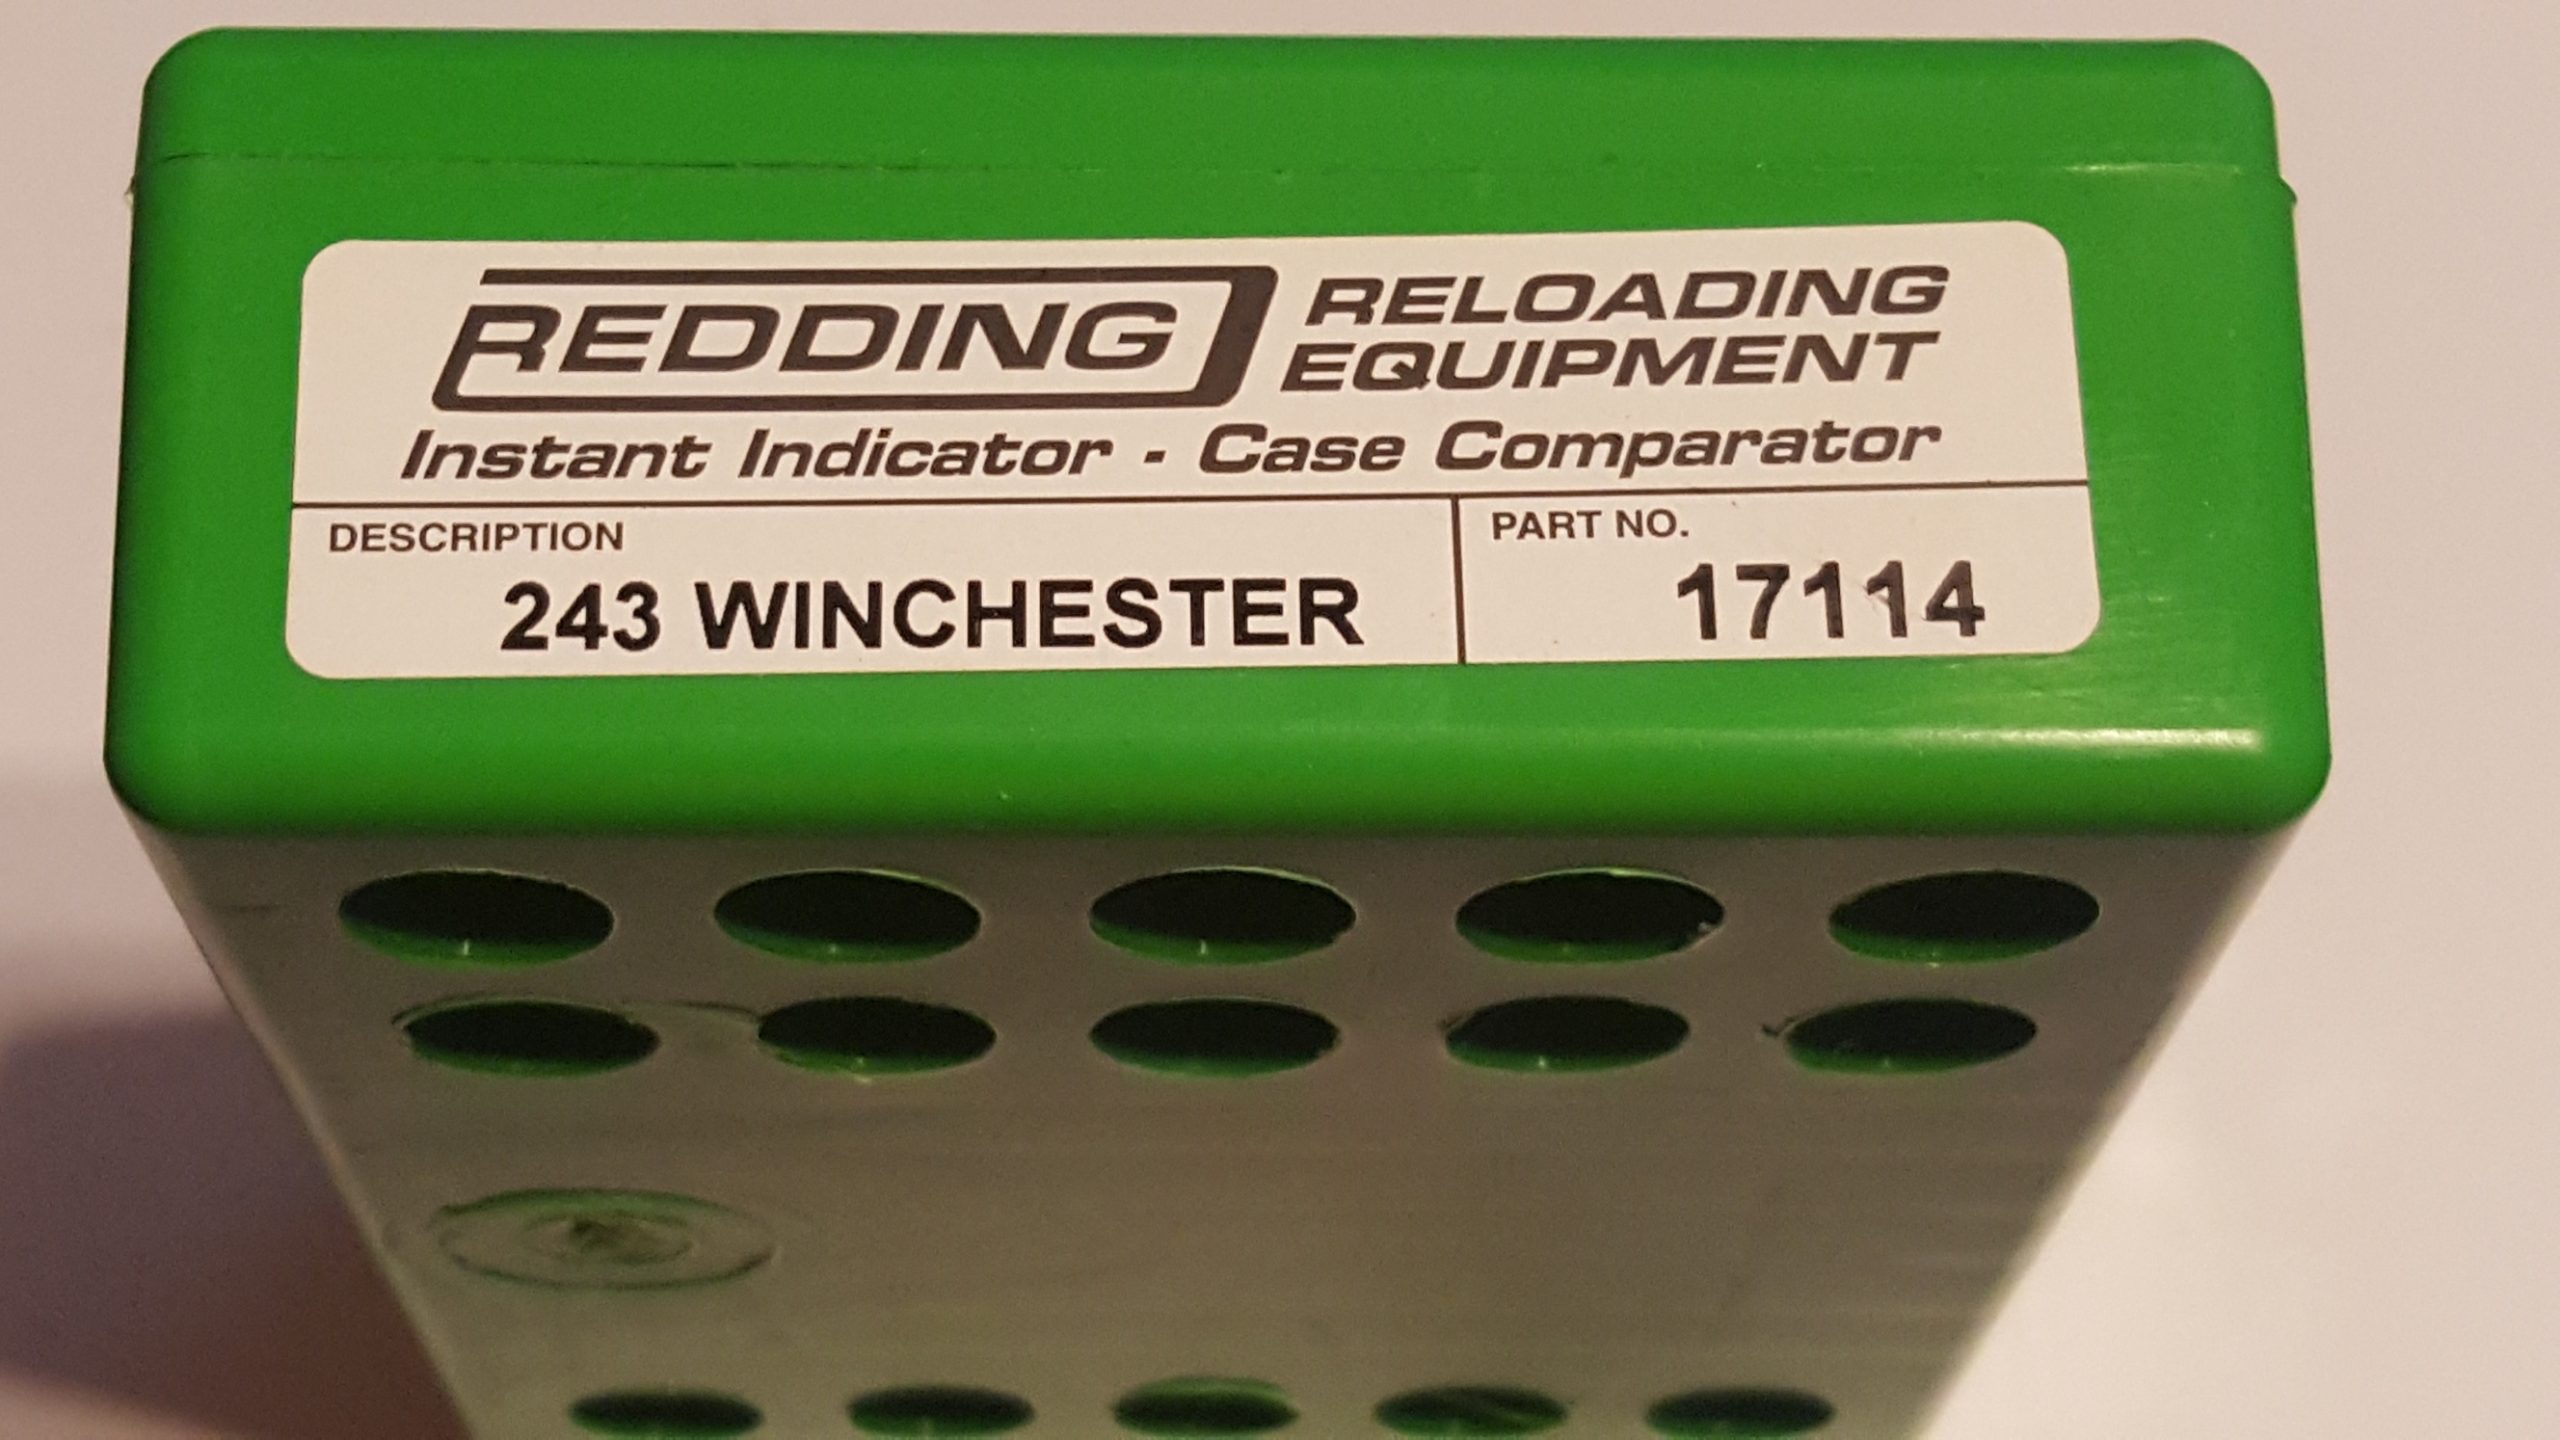 REDDING RELOADING EQUIPMENT
Instant Indicator - Case Comparator
DESCRIPTION
243 WINCHESTER
PART NO.
17114